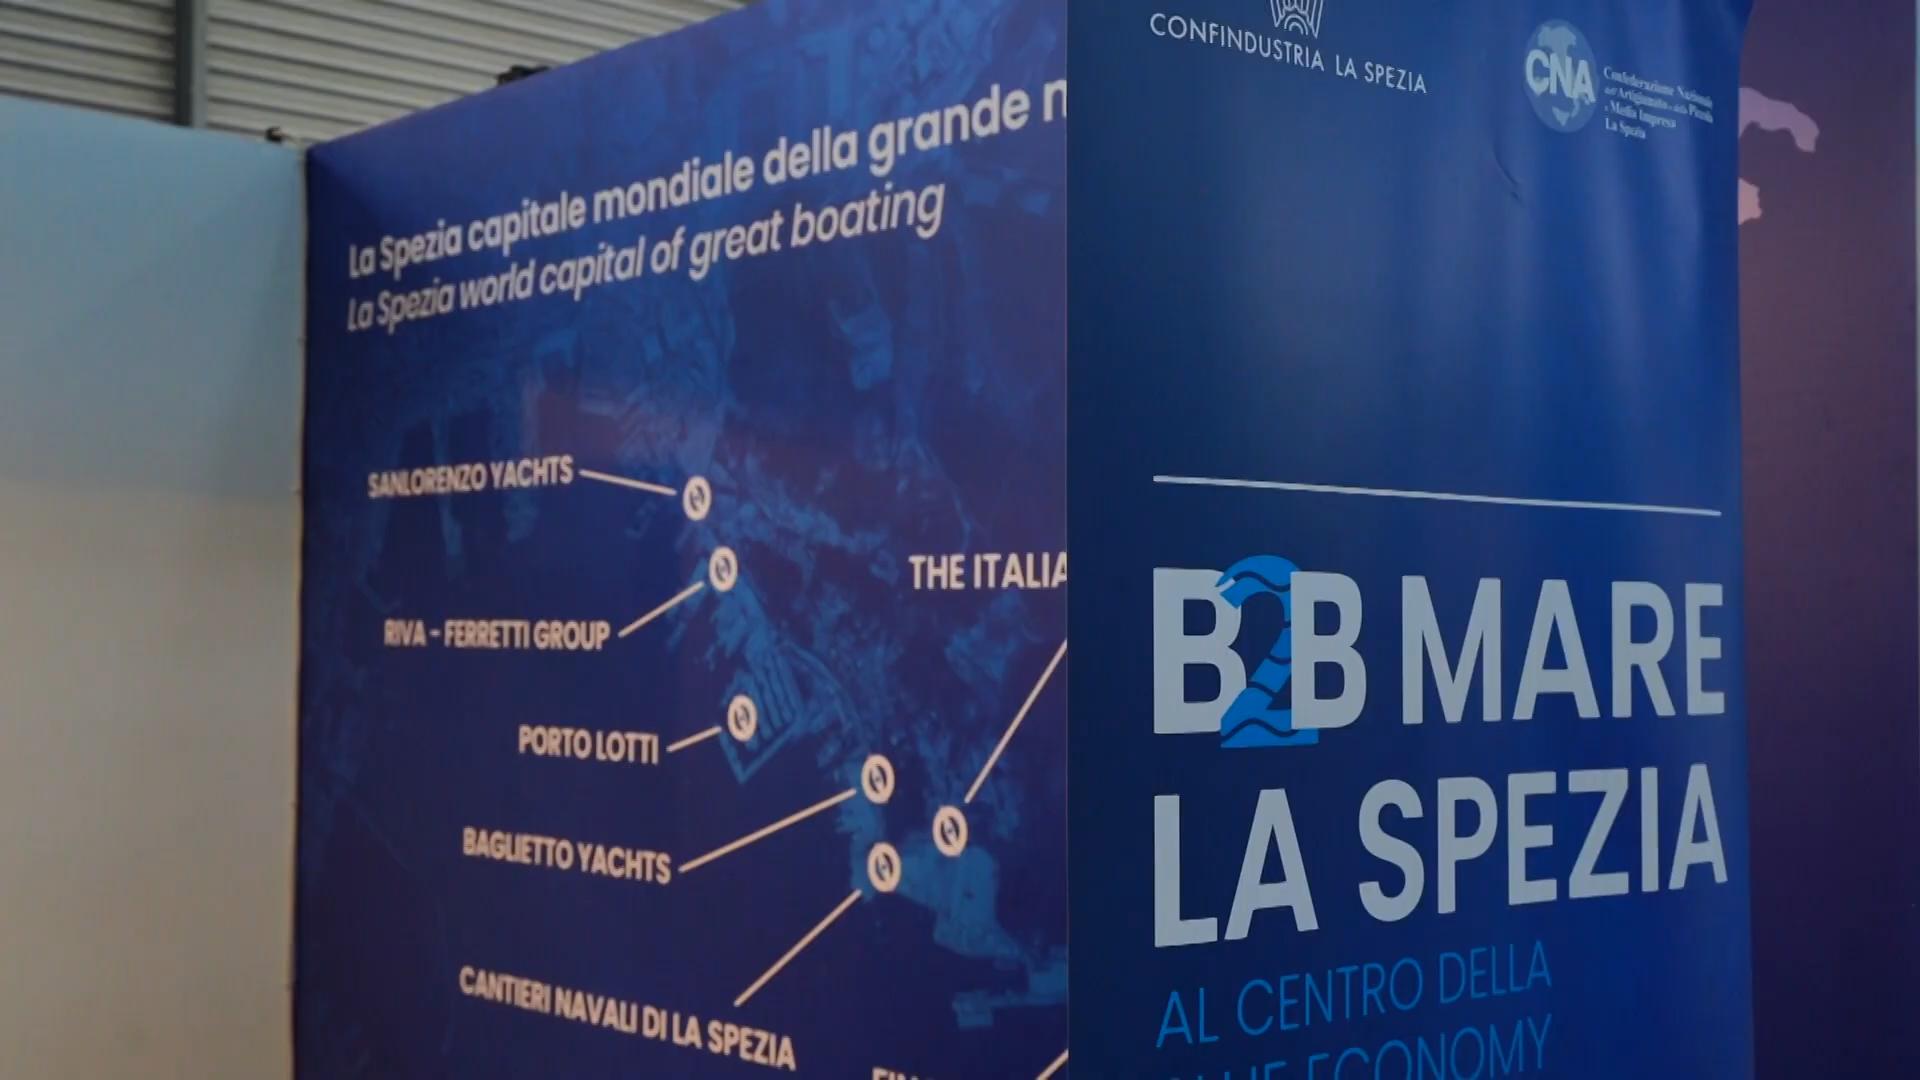 La Spezia capitale mondiale della grande n
La Spezia world capital of great boating
SANLORENZO YACHTS
RIVA - FERRETTI GROUP
PORTO LOTTI
BAGLIETTO YACHTS
CANTIERI NAVALI DI LA SPEZIA
THE ITALIA
CONFINDUSTRIA LA SPEZIA
CNA
Confederazione Nazionale
dell'Artigianato e della Piccola
e Media Impresa
La Spezia
B2B MARE
LA SPEZIA
AL CENTRO DELLA
ECONOMY